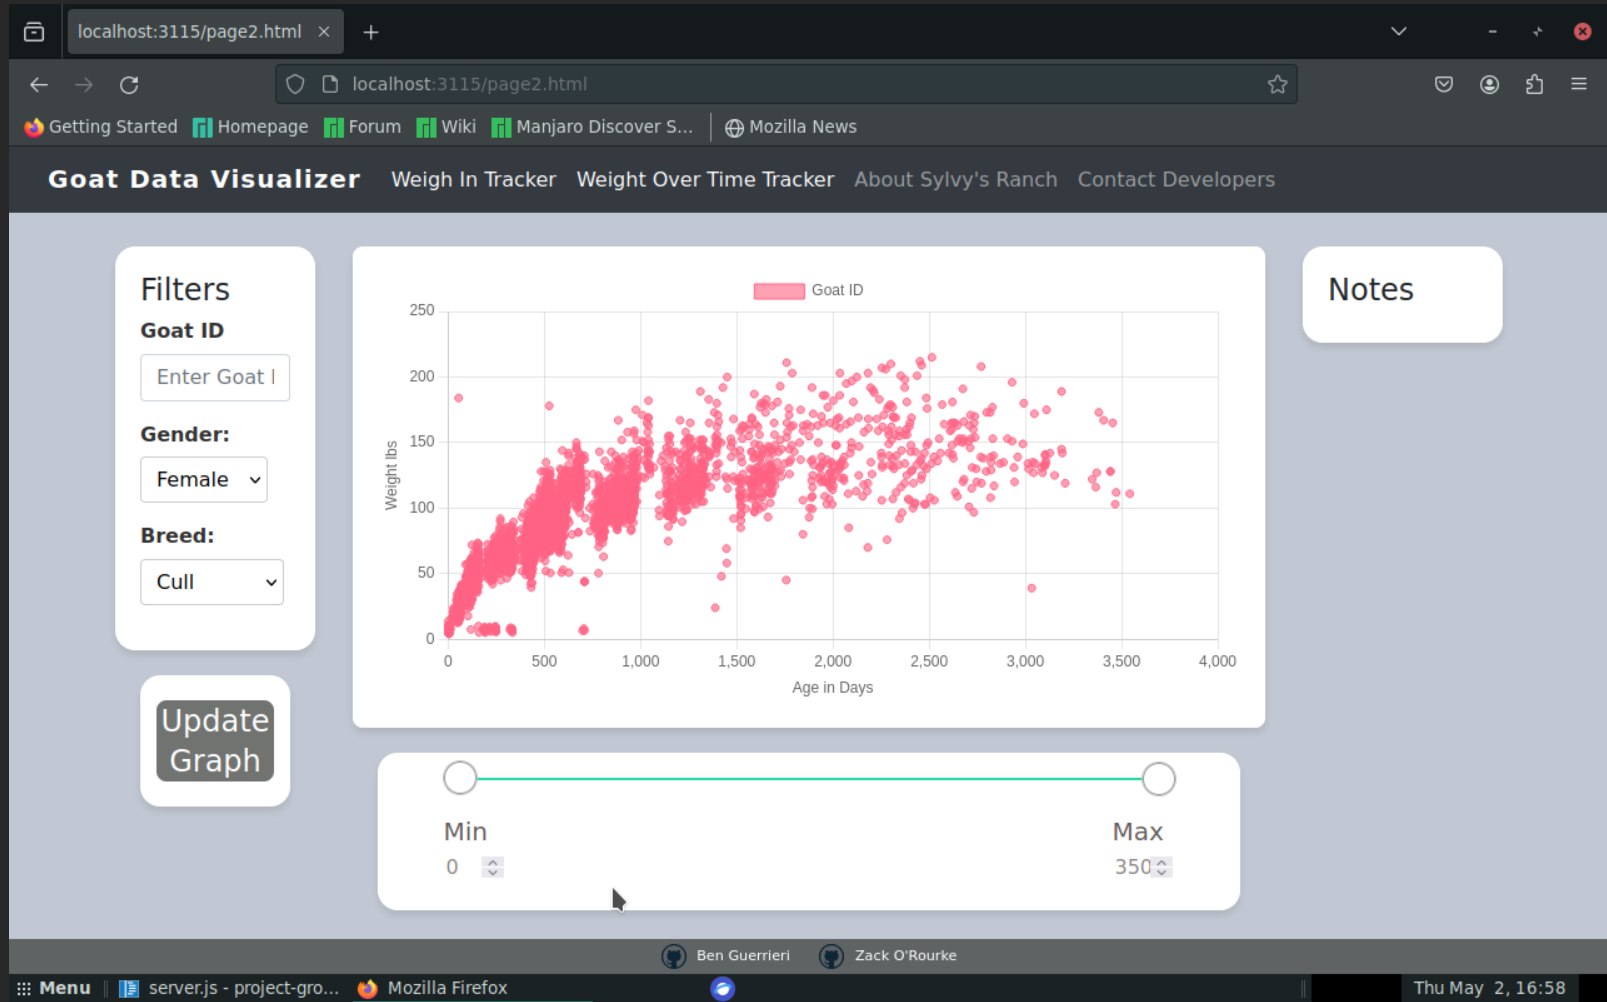 localhost:3115/page2.html
localhost:3115/page2.html
Getting Started Homepage Forum Wiki Manjaro Discover S... Mozilla News
Goat Data Visualizer Weigh In Tracker Weight Over Time Tracker About Sylvy's Ranch Contact Developers
Filters
Goat ID
Enter Goat I
Gender:
Female
Breed:
Cull
Update
Graph
Goat ID
250
200
150
100
50
0
Weight lbs
0 500 1,000 1,500 2,000 2,500 3,000 3,500 4,000
Age in Days
Min Max
0 350
Notes
Ben Guerrieri Zack O'Rourke
Menu server.js - project-gro... Mozilla Firefox Thu May 2, 16:58